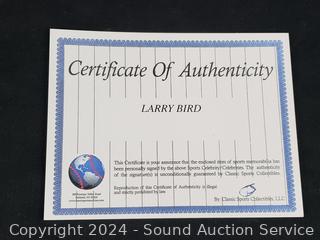 Certificate Of Authenticity
LARRY BIRD
This Certificate is your assurance that the enclosed item of sports memorabilia has
been personally signed by the above Sports Celebrity/Celebrities. The authenticity
of the signature(s) is unconditionally guaranteed by Classic Sports Collectibles.
Reproduction of this Certificate of Authenticity is illegal
and strictly prohibited by law.
By Classic Sports Collectibles, LLC
Copyright 2024 - Sound Auction Service